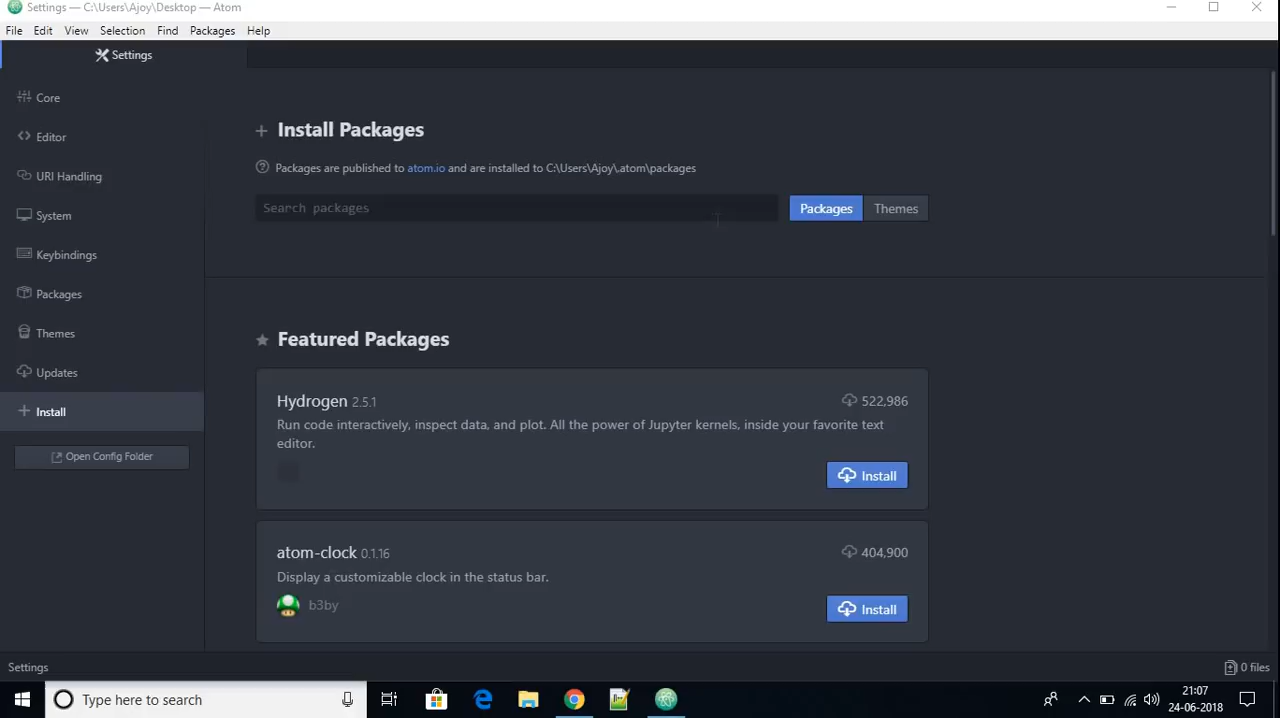 Settings — C:\Users\Ajoy\Desktop — Atom
File Edit View Selection Find Packages Help
Settings
Core
Editor
URI Handling
System
Keybindings
Packages
Themes
Updates
Install
Open Config Folder
Install Packages
Packages are published to atom.io and are installed to C:\Users\Ajoy\.atom\packages
Search packages
Packages Themes
Featured Packages
Hydrogen 2.5.1 522,986
Run code interactively, inspect data, and plot. All the power of Jupyter kernels, inside your favorite text
editor.
Install
atom-clock 0.1.16 404,900
Display a customizable clock in the status bar.
b3by
Install
Settings 0 files
Type here to search
21:07
24-06-2018